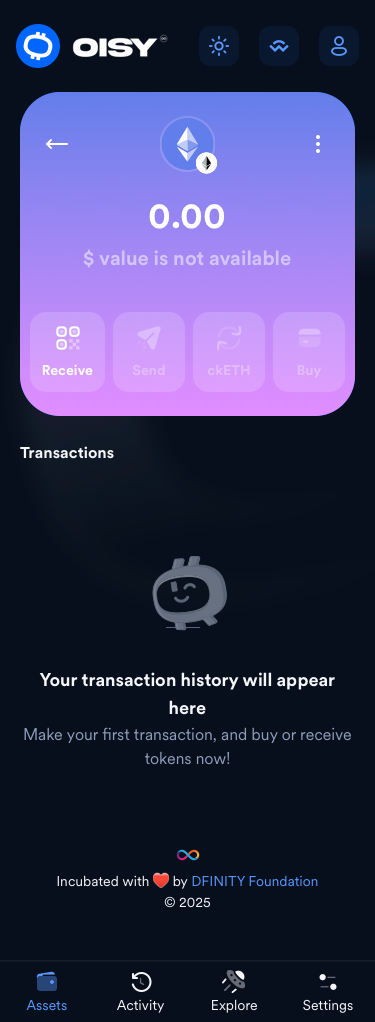 OISY
0.00
$ value is not available
Receive
Send
ckETH
Buy
Transactions
Your transaction history will appear
here
Make your first transaction, and buy or receive
tokens now!
Incubated with ❤️ by DFINITY Foundation
© 2025
Assets
Activity
Explore
Settings